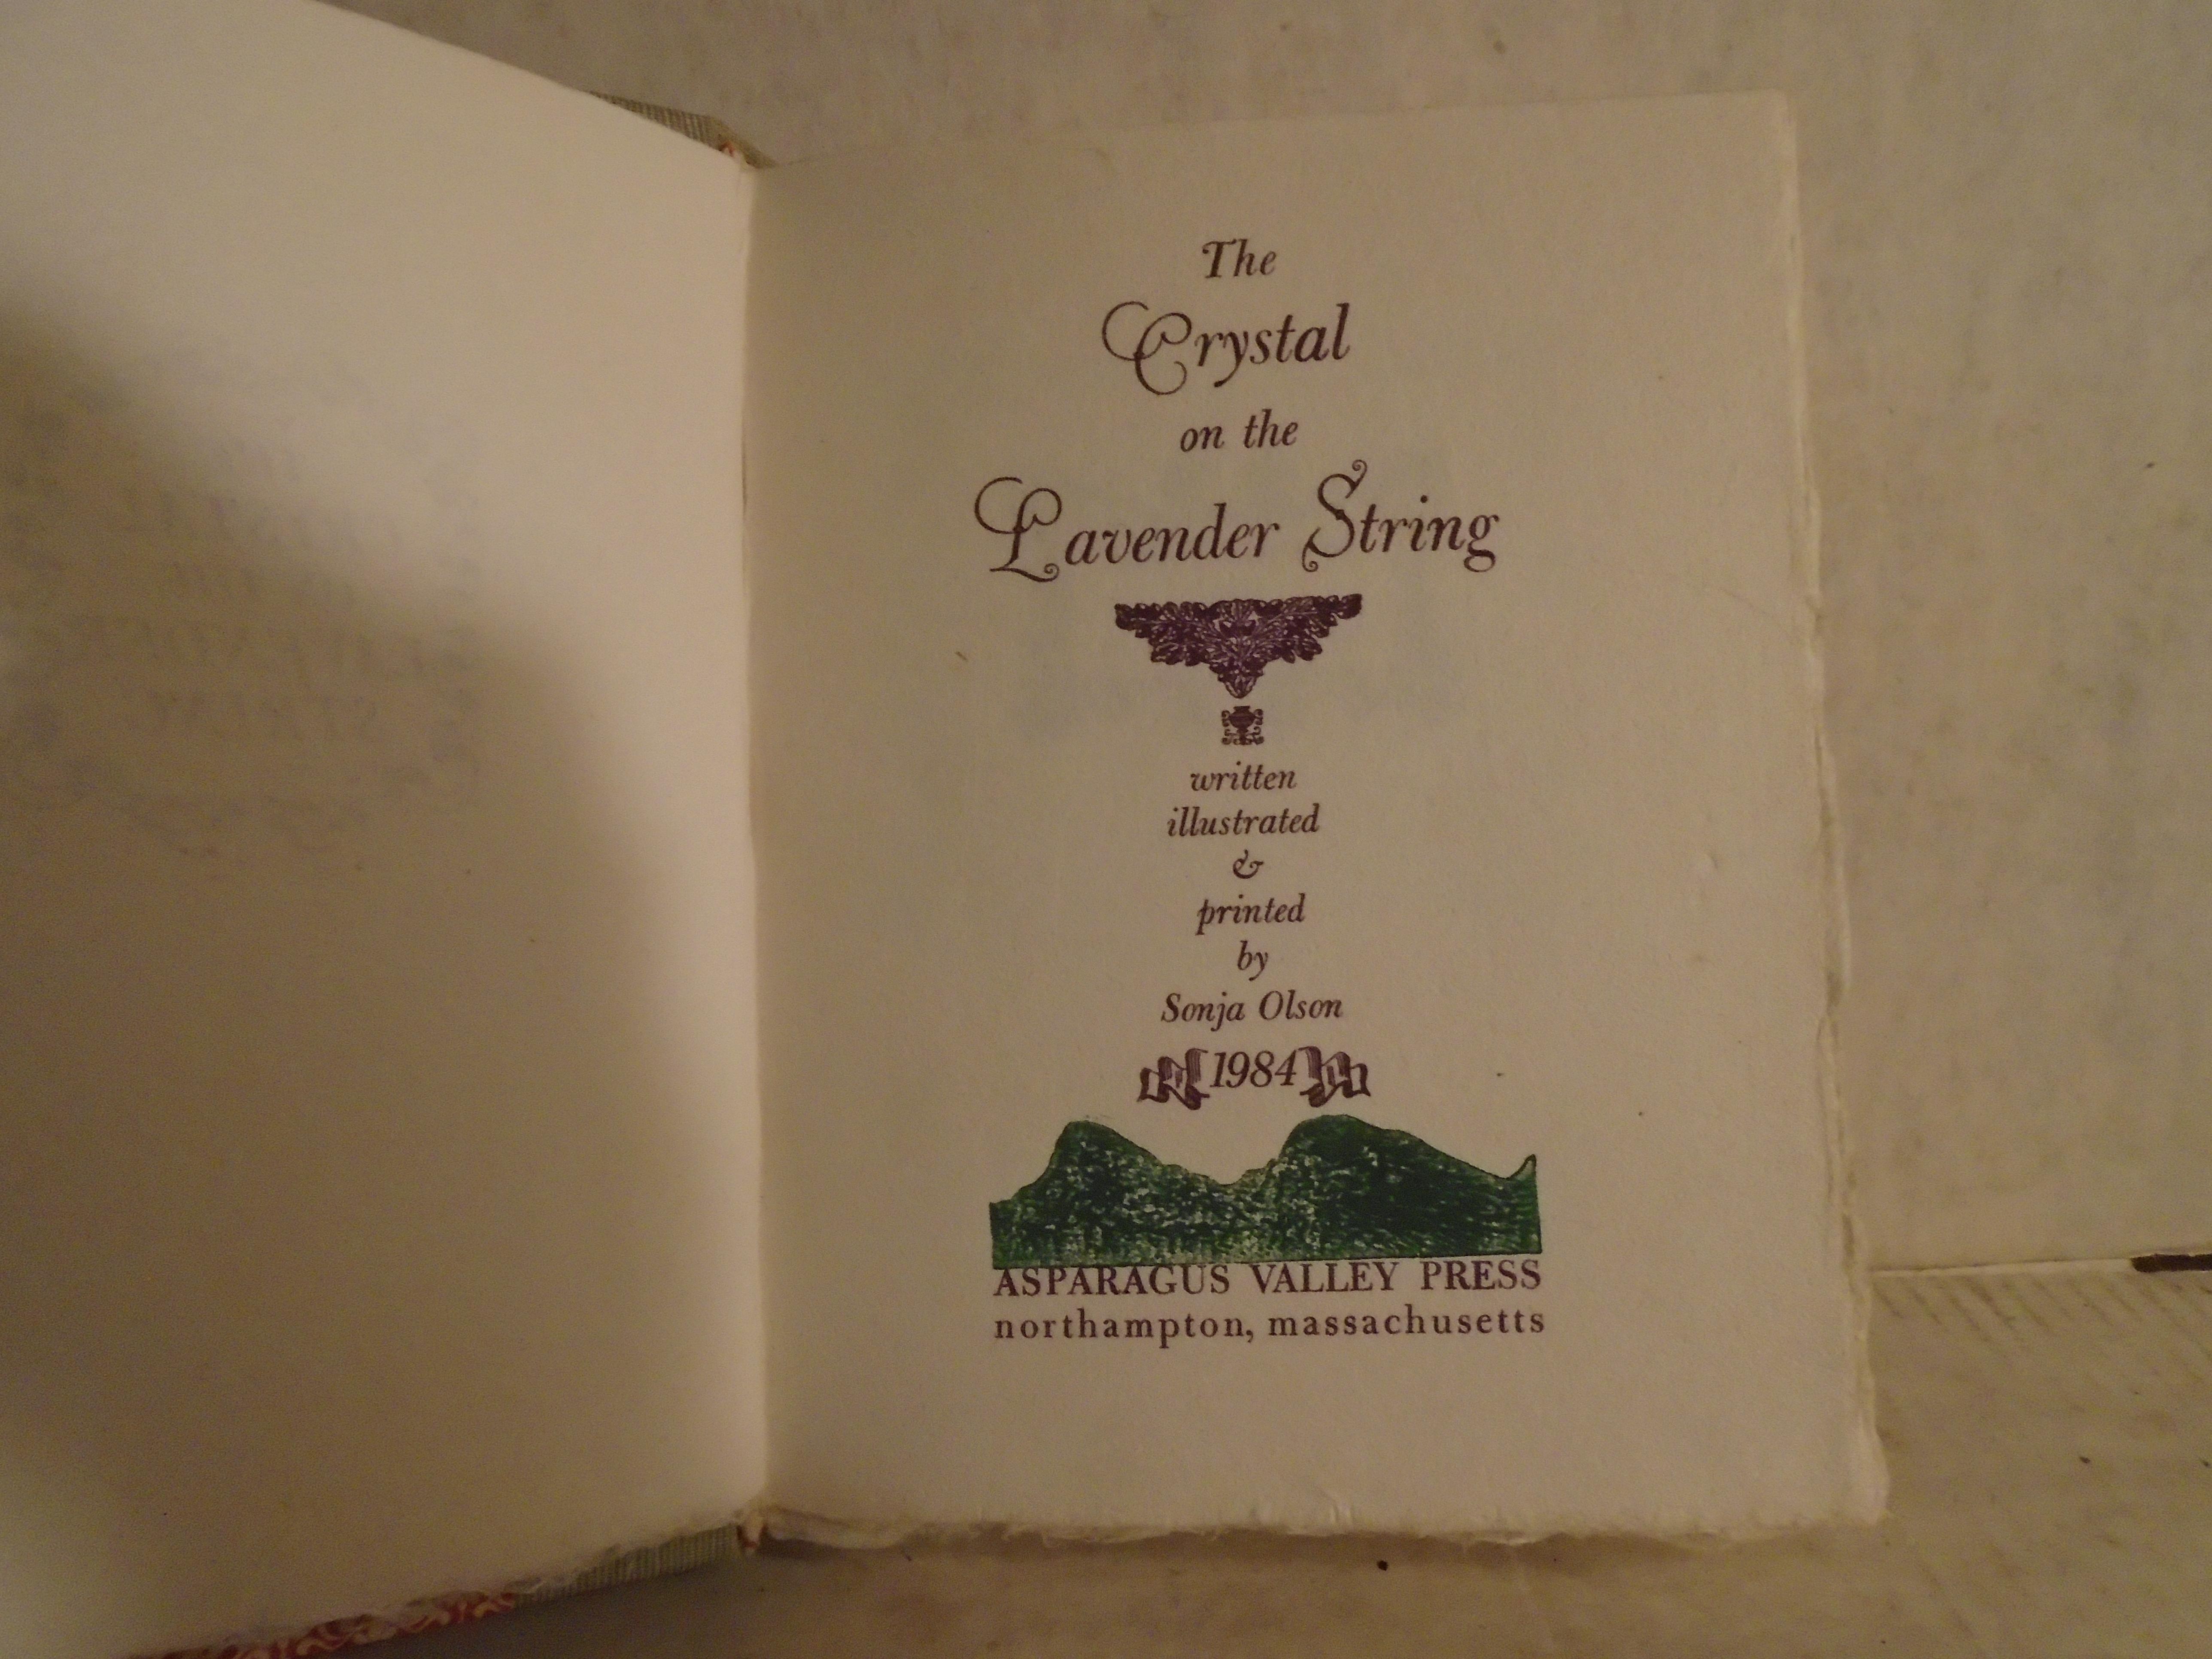 The
Crystal
on the
Lavender String
written
illustrated
&
printed
by
Sonja Olson
1984
ASPARAGUS VALLEY PRESS
northampton, massachusetts